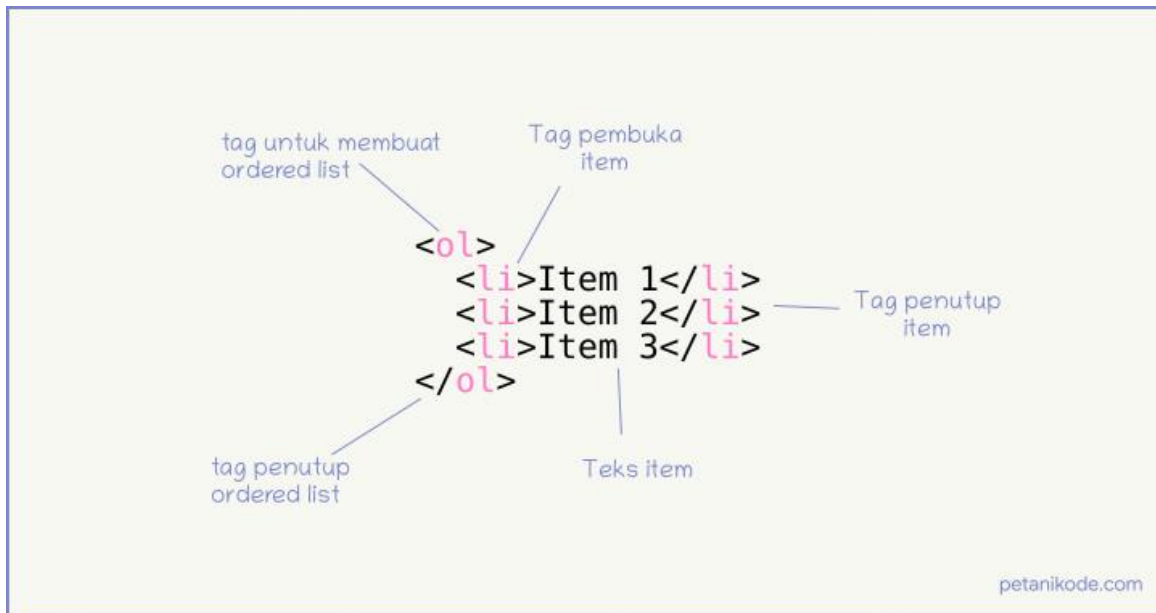 tag untuk membuat
ordered list
Tag pembuka
item
<ol>
<li>Item 1</li>
<li>Item 2</li>
<li>Item 3</li>
</ol>
Tag penutup
item
tag penutup
ordered list
Teks item
petanikode.com